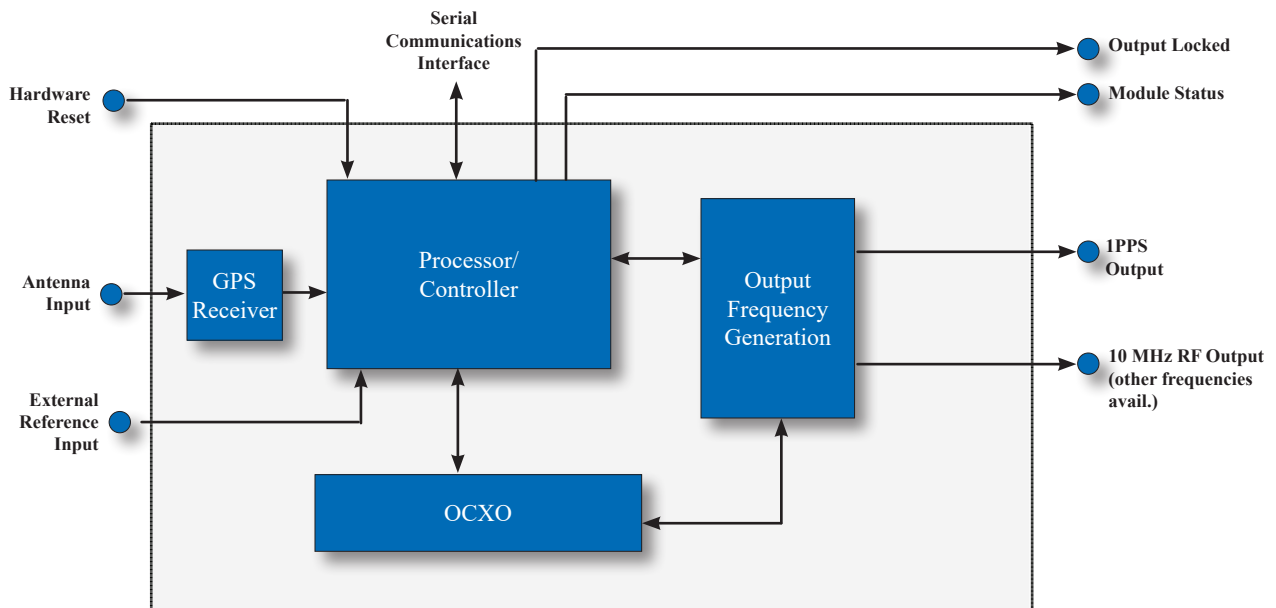 Serial
Communications
Interface
Output Locked
Module Status
Hardware
Reset
Processor/
Controller
GPS
Receiver
Antenna
Input
Output
Frequency
Generation
1PPS
Output
10 MHz RF Output
(other frequencies
avail.)
External
Reference
Input
OCXO